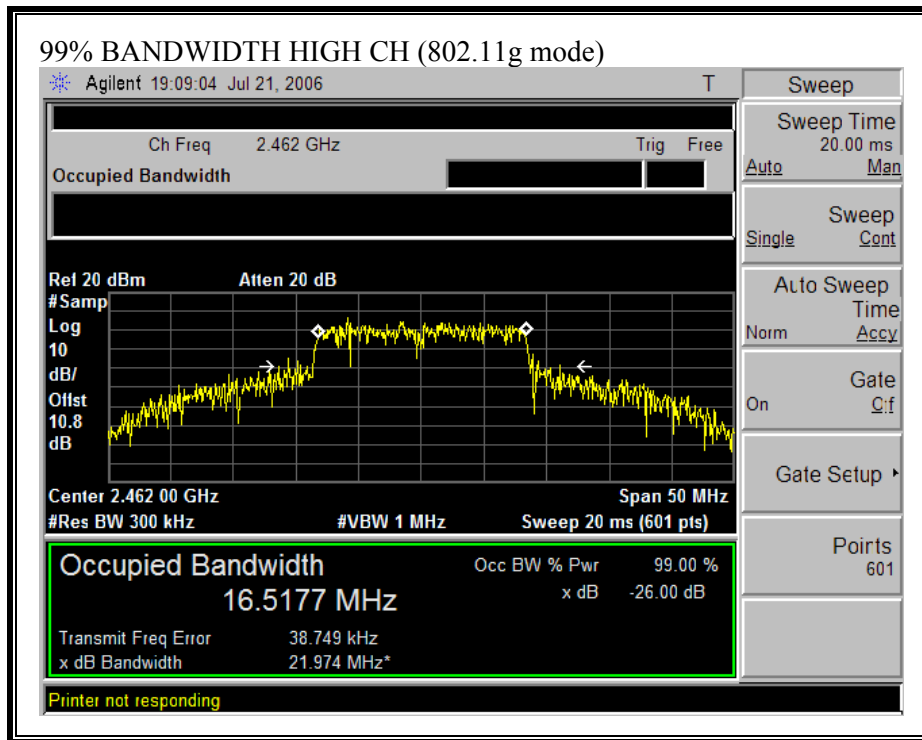 99% BANDWIDTH HIGH CH (802.11g mode)
Agilent 19:09:04 Jul 21, 2006 T
Sweep
Ch Freq 2.462 GHz Trig Free
Occupied Bandwidth
Sweep Time
20.00 ms
Auto Man
Sweep
Single Cont
Auto Sweep
Time
Norm Accy
Gate
On Off
Gate Setup
Points
601
Ref 20 dBm Atten 20 dB
#Samp
Log
10
dB/
Offst
10.8
dB
Center 2.462 00 GHz Span 50 MHz
#Res BW 300 kHz #VBW 1 MHz Sweep 20 ms (601 pts)
Occupied Bandwidth
16.5177 MHz
Occ BW % Pwr 99.00 %
x dB -26.00 dB
Transmit Freq Error 38.749 kHz
x dB Bandwidth 21.974 MHz*
Printer not responding